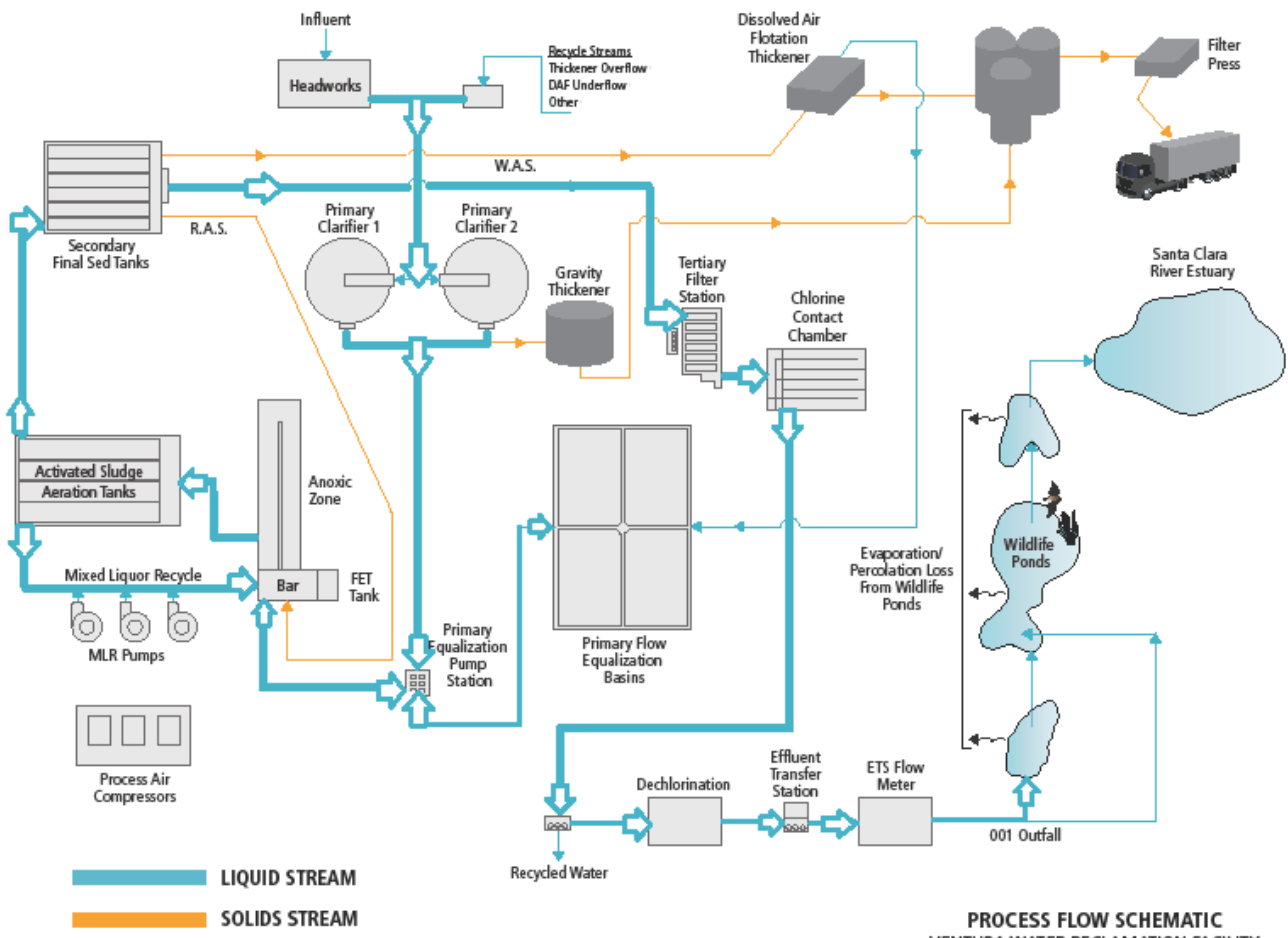 Influent
Headworks
Recycle Streams
Thickener Overflow
DAF Underflow
Other
Dissolved Air
Flotation
Thickener
Filter
Press
W.A.S.
R.A.S.
Secondary
Final Sed Tanks
Primary
Clarifier 1
Primary
Clarifier 2
Gravity
Thickener
Tertiary
Filter
Station
Chlorine
Contact
Chamber
Santa Clara
River Estuary
Activated Sludge
Aeration Tanks
Anoxic
Zone
Mixed Liquor Recycle
Bar
FET
Tank
MLR Pumps
Primary
Equalization
Pump
Station
Primary Flow
Equalization
Basins
Evaporation/
Percolation Loss
From Wildlife
Ponds
Wildlife
Ponds
Process Air
Compressors
Dechlorination
Effluent
Transfer
Station
ETS Flow
Meter
001 Outfall
Recycled Water
LIQUID STREAM
SOLIDS STREAM
PROCESS FLOW SCHEMATIC
VENTURA WATER RECLAMATION FACILITY